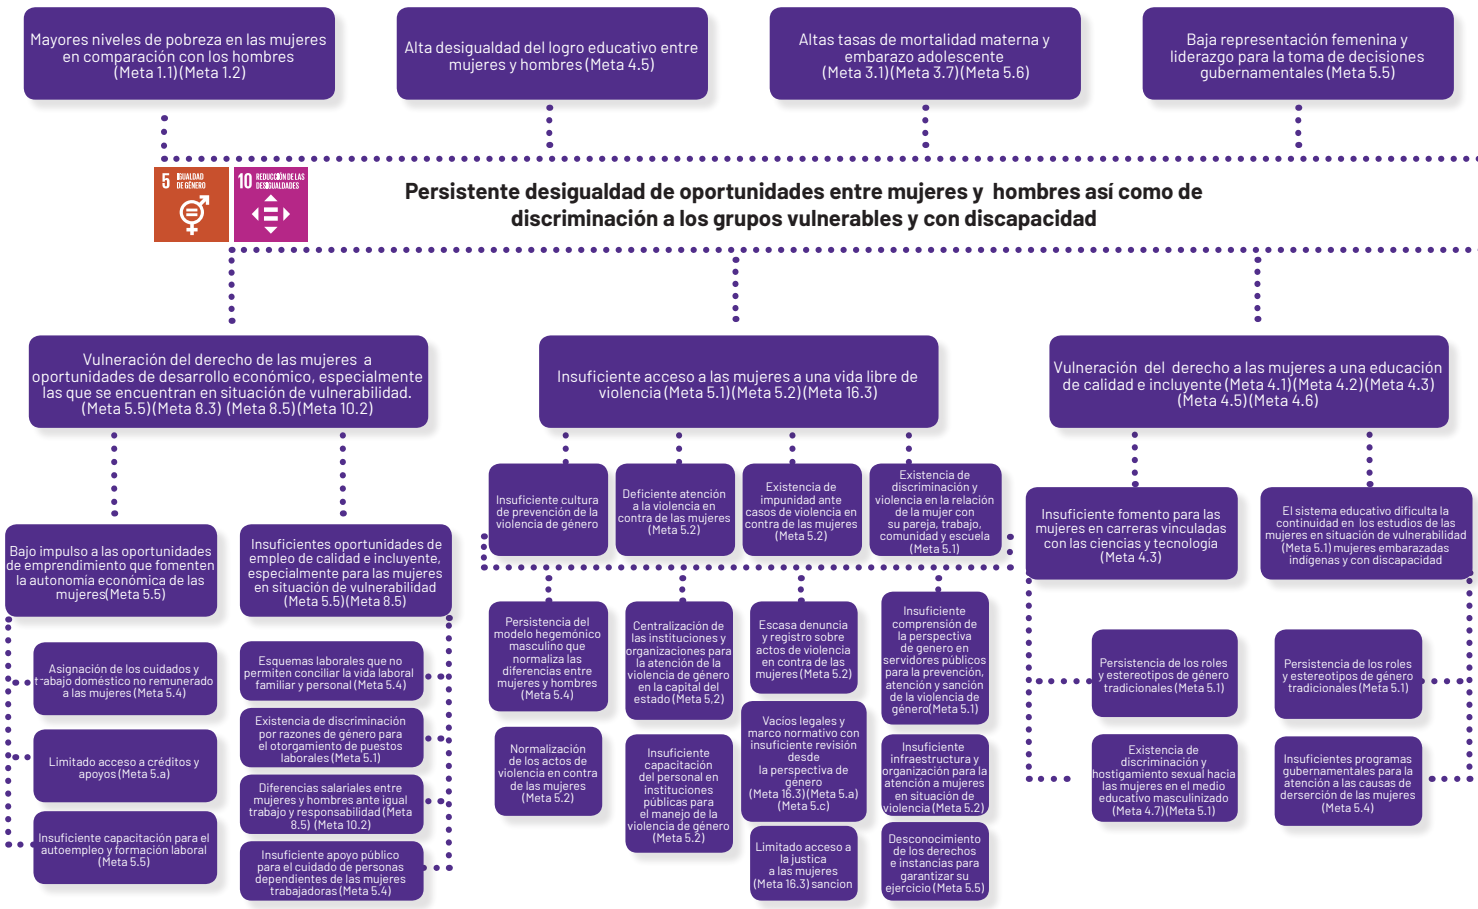 Mayores niveles de pobreza en las mujeres
en comparación con los hombres
(Meta 1.1)(Meta 1.2)
Alta desigualdad del logro educativo entre
mujeres y hombres (Meta 4.5)
Altas tasas de mortalidad materna y
embarazo adolescente
(Meta 3.1)(Meta 3.7)(Meta 5.6)
Baja representación femenina y
liderazgo para la toma de decisiones
gubernamentales (Meta 5.5)
5 IGUALDAD
DE GÉNERO
10 REDUCCIÓN DE LAS
DESIGUALDADES
Persistente desigualdad de oportunidades entre mujeres y hombres así como de
discriminación a los grupos vulnerables y con discapacidad
Vulneración del derecho de las mujeres a
oportunidades de desarrollo económico, especialmente
las que se encuentran en situación de vulnerabilidad.
(Meta 5.5)(Meta 8.3) (Meta 8.5)(Meta 10.2)
Insuficiente acceso a las mujeres a una vida libre de
violencia (Meta 5.1)(Meta 5.2)(Meta 16.3)
Vulneración del derecho a las mujeres a una educación
de calidad e incluyente (Meta 4.1)(Meta 4.2)(Meta 4.3)
(Meta 4.5)(Meta 4.6)
Bajo impulso a las oportunidades
de emprendimiento que fomenten
la autonomía económica de las
mujeres(Meta 5.5)
Insuficientes oportunidades de
empleo de calidad e incluyente,
especialmente para las mujeres
en situación de vulnerabilidad
(Meta 5.5)(Meta 8.5)
Insuficiente cultura
de prevención de la
violencia de género
Deficiente atención
a la violencia en
contra de las mujeres
(Meta 5.2)
Existencia de
impunidad ante
casos de violencia en
contra de las mujeres
(Meta 5.2)
Existencia de
discriminación y
violencia en la relación
de la mujer con
su pareja, trabajo,
comunidad y escuela
(Meta 5.1)
Insuficiente fomento para las
mujeres en carreras vinculadas
con las ciencias y tecnología
(Meta 4.3)
El sistema educativo dificulta la
continuidad en los estudios de las
mujeres en situación de vulnerabilidad
(Meta 5.1) mujeres embarazadas
indígenas y con discapacidad
Asignación de los cuidados y
trabajo doméstico no remunerado
a las mujeres (Meta 5.4)
Limitado acceso a créditos y
apoyos (Meta 5.a)
Insuficiente capacitación para el
autoempleo y formación laboral
(Meta 5.5)
Esquemas laborales que no
permiten conciliar la vida laboral
familiar y personal (Meta 5.4)
Existencia de discriminación
por razones de género para
el otorgamiento de puestos
laborales (Meta 5.1)
Diferencias salariales entre
mujeres y hombres ante igual
trabajo y responsabilidad (Meta
8.5) (Meta 10.2)
Insuficiente apoyo público
para el cuidado de personas
dependientes de las mujeres
trabajadoras (Meta 5.4)
Persistencia del
modelo hegemónico
masculino que
normaliza las
diferencias entre
mujeres y hombres
(Meta 5.4)
Normalización
de los actos de
violencia en contra
de las mujeres
(Meta 5.2)
Centralización de
las instituciones y
organizaciones para
la atención de la
violencia de género
en la capital del
estado (Meta 5,2)
Insuficiente
capacitación
del personal en
instituciones
públicas para
el manejo de la
violencia de género
(Meta 5.2)
Escasa denuncia
y registro sobre
actos de violencia
en contra de las
mujeres (Meta 5.2)
Vacíos legales y
marco normativo con
insuficiente revisión
desde
la perspectiva de
género
(Meta 16.3)(Meta 5.a)
(Meta 5.c)
Limitado acceso a
la justica
a las mujeres
(Meta 16.3) sancion
Insuficiente
comprensión de
la perspectiva
de genero en
servidores públicos
para la prevención,
atención y sanción
de la violencia de
género(Meta 5.1)
Insuficiente
infraestructura y
organización para la
atención a mujeres
en situación de
violencia (Meta 5.2)
Desconocimiento
de los derechos
e instancias para
garantizar su
ejercicio (Meta 5.5)
Persistencia de los roles
y estereotipos de género
tradicionales (Meta 5.1)
Existencia de
discriminación y
hostigamiento sexual hacia
las mujeres en el medio
educativo masculinizado
(Meta 4.7)(Meta 5.1)
Persistencia de los roles
y estereotipos de género
tradicionales (Meta 5.1)
Insuficientes programas
gubernamentales para la
atención a las causas de
derserción de las mujeres
(Meta 5.4)